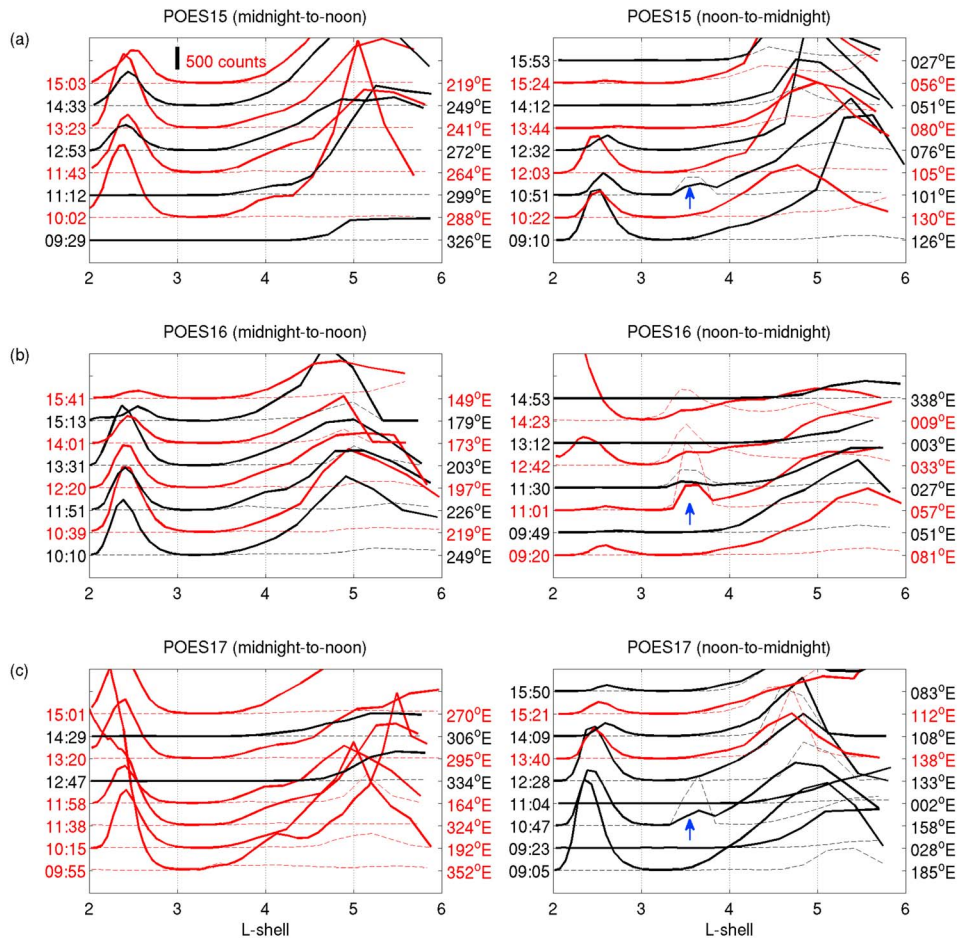 (a)
POES15 (midnight-to-noon)
500 counts
15:03
14:33
13:23
12:53
11:43
11:12
10:02
09:29
219°E
249°E
241°E
272°E
264°E
299°E
288°E
326°E
2 3 4 5 6
POES15 (noon-to-midnight)
15:53
15:24
14:12
13:44
12:32
12:03
10:51
10:22
09:10
027°E
056°E
051°E
080°E
076°E
105°E
101°E
130°E
126°E
2 3 4 5 6
(b)
POES16 (midnight-to-noon)
15:41
15:13
14:01
13:31
12:20
11:51
10:39
10:10
149°E
179°E
173°E
203°E
197°E
226°E
219°E
249°E
2 3 4 5 6
POES16 (noon-to-midnight)
14:53
14:23
13:12
12:42
11:30
11:01
09:49
09:20
338°E
009°E
003°E
033°E
027°E
057°E
051°E
081°E
2 3 4 5 6
(c)
POES17 (midnight-to-noon)
15:01
14:29
13:20
12:47
11:58
11:38
10:15
09:55
270°E
306°E
295°E
334°E
164°E
324°E
192°E
352°E
2 3 4 5 6
L-shell
POES17 (noon-to-midnight)
15:50
15:21
14:09
13:40
12:28
11:04
10:47
09:23
09:05
083°E
112°E
108°E
138°E
133°E
002°E
158°E
028°E
185°E
2 3 4 5 6
L-shell